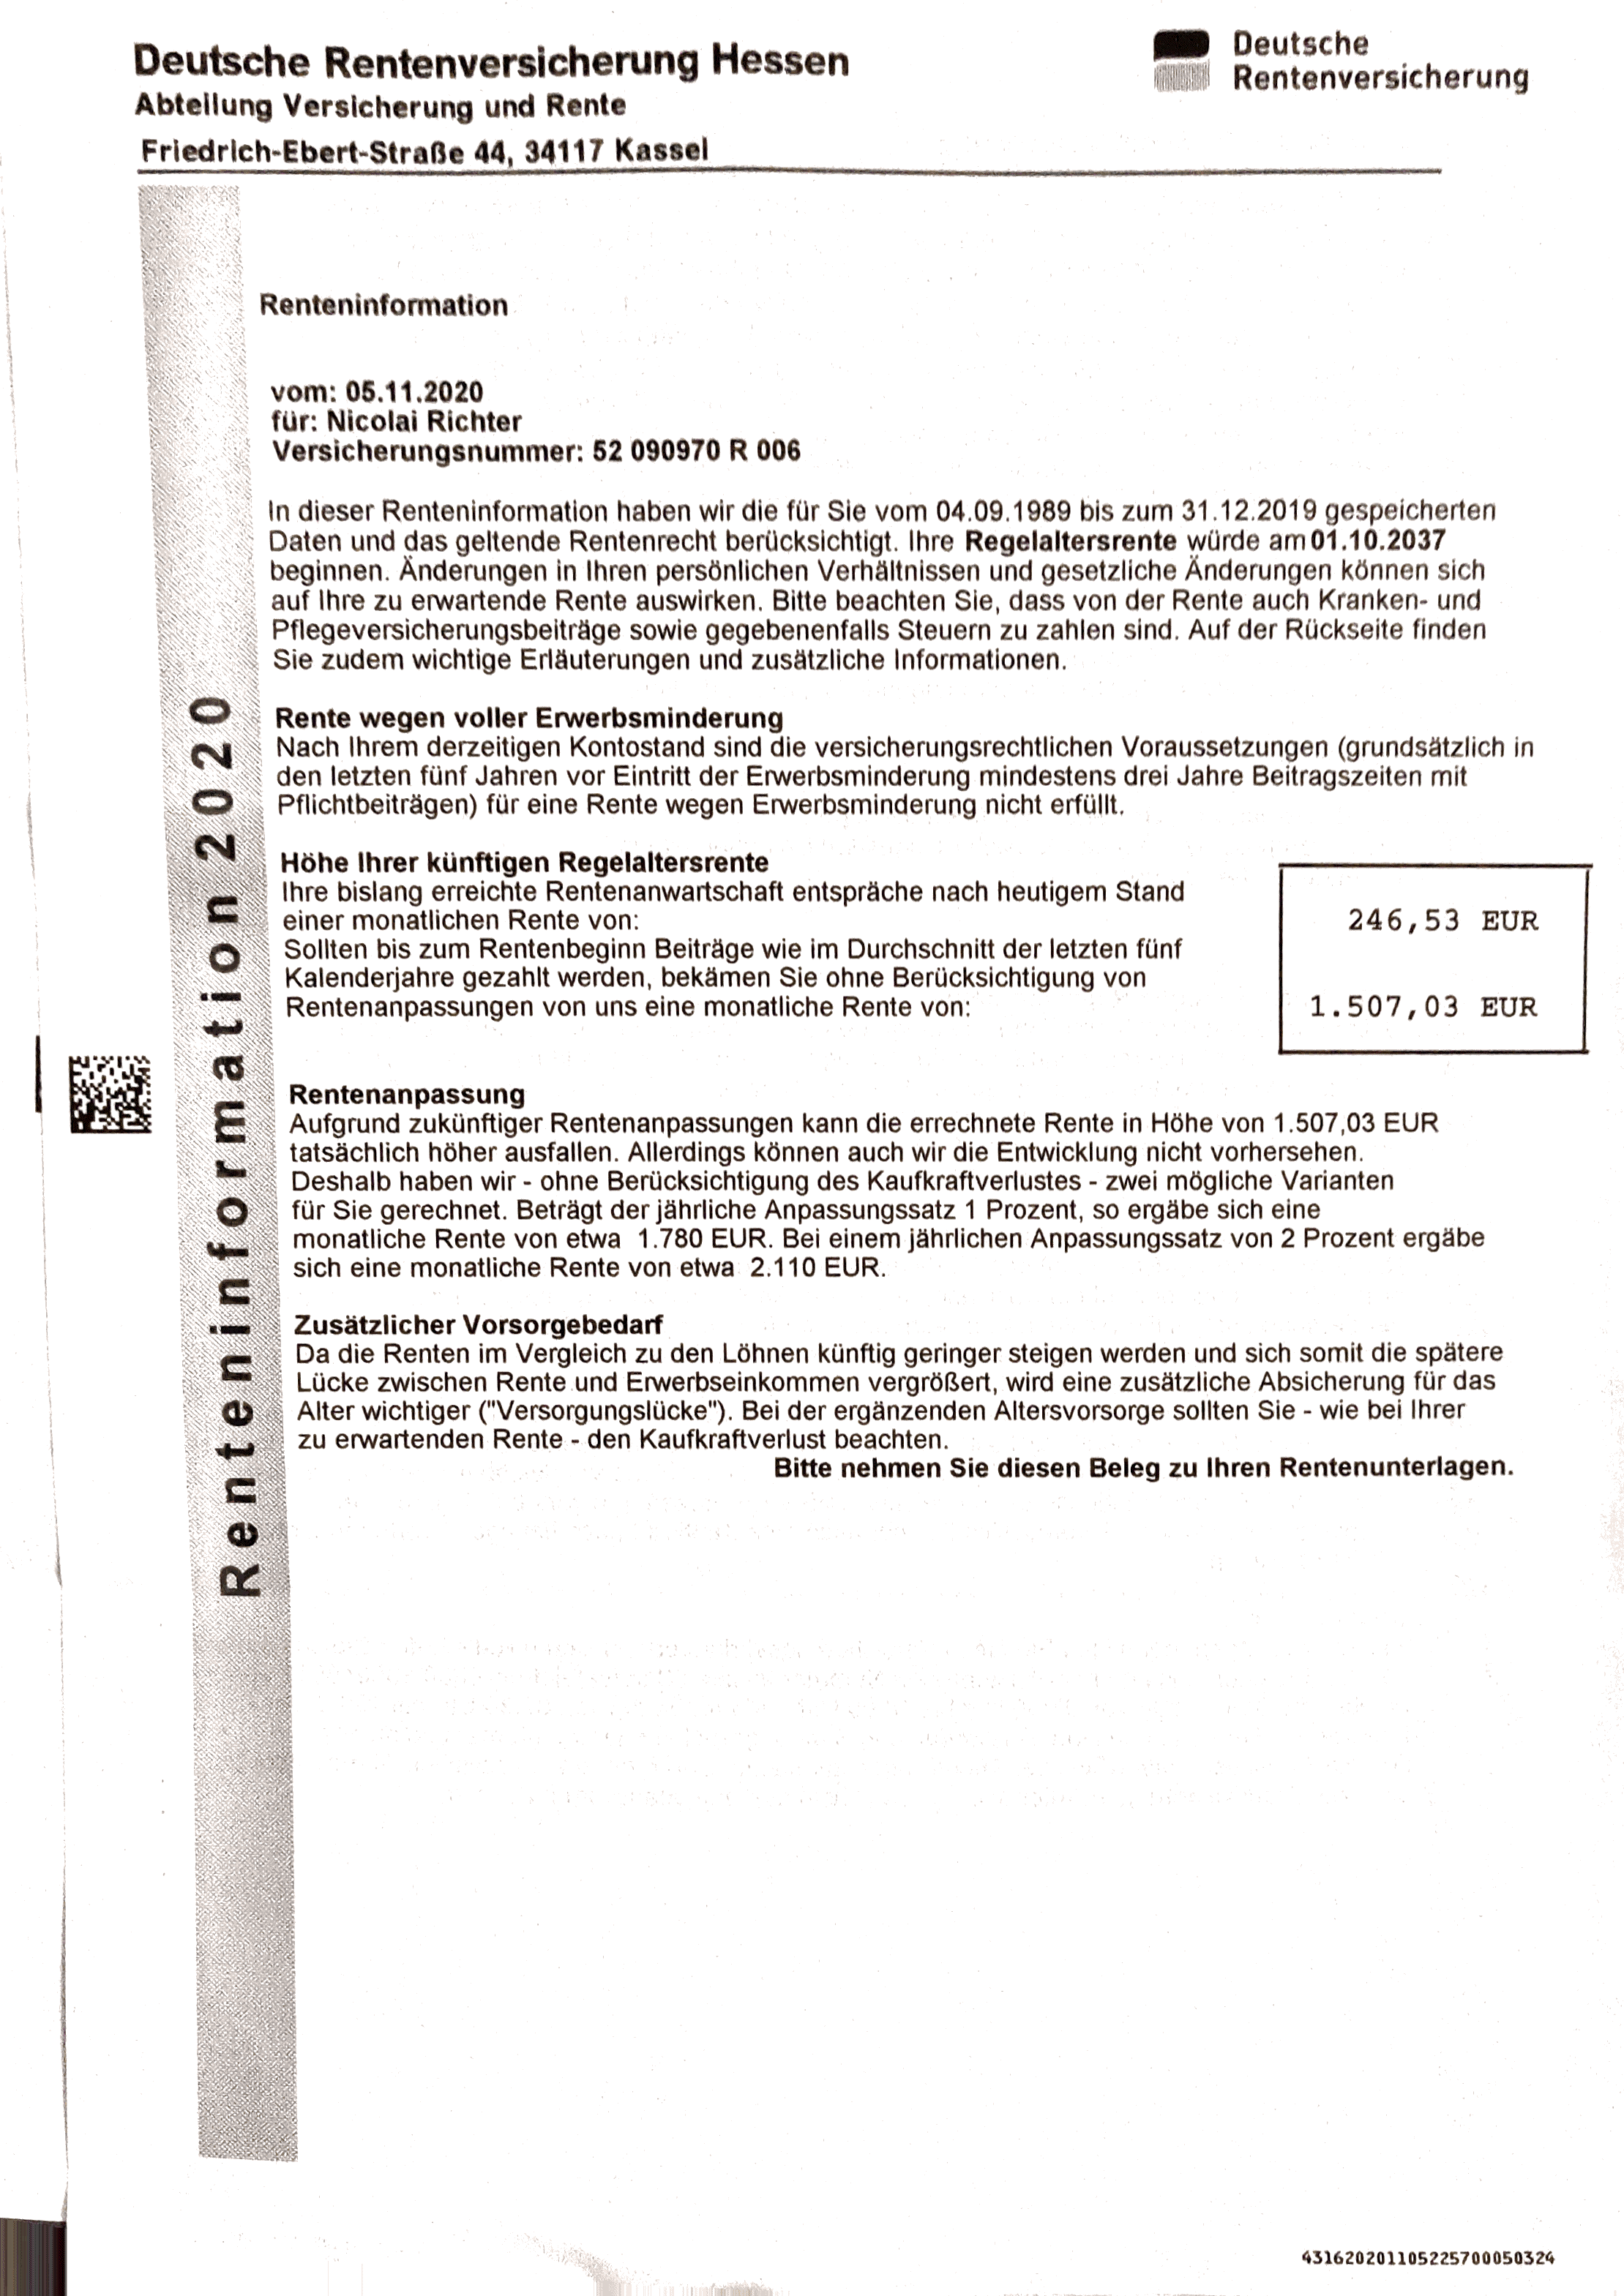 Deutsche Rentenversicherung Hessen
Abteilung Versicherung und Rente
Friedrich-Ebert-Straße 44, 34117 Kassel
Deutsche
Rentenversicherung
Renteninformation 2020
Renteninformation
vom: 05.11.2020
für: Nicolai Richter
Versicherungsnummer: 52 090970 R 006
In dieser Renteninformation haben wir die für Sie vom 04.09.1989 bis zum 31.12.2019 gespeicherten
Daten und das geltende Rentenrecht berücksichtigt. Ihre Regelaltersrente würde am 01.10.2037
beginnen. Änderungen in Ihren persönlichen Verhältnissen und gesetzliche Änderungen können sich
auf Ihre zu erwartende Rente auswirken. Bitte beachten Sie, dass von der Rente auch Kranken- und
Pflegeversicherungsbeiträge sowie gegebenenfalls Steuern zu zahlen sind. Auf der Rückseite finden
Sie zudem wichtige Erläuterungen und zusätzliche Informationen.
Rente wegen voller Erwerbsminderung
Nach Ihrem derzeitigen Kontostand sind die versicherungsrechtlichen Voraussetzungen (grundsätzlich in
den letzten fünf Jahren vor Eintritt der Erwerbsminderung mindestens drei Jahre Beitragszeiten mit
Pflichtbeiträgen) für eine Rente wegen Erwerbsminderung nicht erfüllt.
Höhe Ihrer künftigen Regelaltersrente
Ihre bislang erreichte Rentenanwartschaft entspräche nach heutigem Stand
einer monatlichen Rente von:
246,53 EUR
Sollten bis zum Rentenbeginn Beiträge wie im Durchschnitt der letzten fünf
Kalenderjahre gezahlt werden, bekämen Sie ohne Berücksichtigung von
Rentenanpassungen von uns eine monatliche Rente von:
1.507,03 EUR
Rentenanpassung
Aufgrund zukünftiger Rentenanpassungen kann die errechnete Rente in Höhe von 1.507,03 EUR
tatsächlich höher ausfallen. Allerdings können auch wir die Entwicklung nicht vorhersehen.
Deshalb haben wir - ohne Berücksichtigung des Kaufkraftverlustes - zwei mögliche Varianten
für Sie gerechnet. Beträgt der jährliche Anpassungssatz 1 Prozent, so ergäbe sich eine
monatliche Rente von etwa 1.780 EUR. Bei einem jährlichen Anpassungssatz von 2 Prozent ergäbe
sich eine monatliche Rente von etwa 2.110 EUR.
Zusätzlicher Vorsorgebedarf
Da die Renten im Vergleich zu den Löhnen künftig geringer steigen werden und sich somit die spätere
Lücke zwischen Rente und Erwerbseinkommen vergrößert, wird eine zusätzliche Absicherung für das
Alter wichtiger ("Versorgungslücke"). Bei der ergänzenden Altersvorsorge sollten Sie - wie bei Ihrer
zu erwartenden Rente - den Kaufkraftverlust beachten.
Bitte nehmen Sie diesen Beleg zu Ihren Rentenunterlagen.
431620201105225700050324